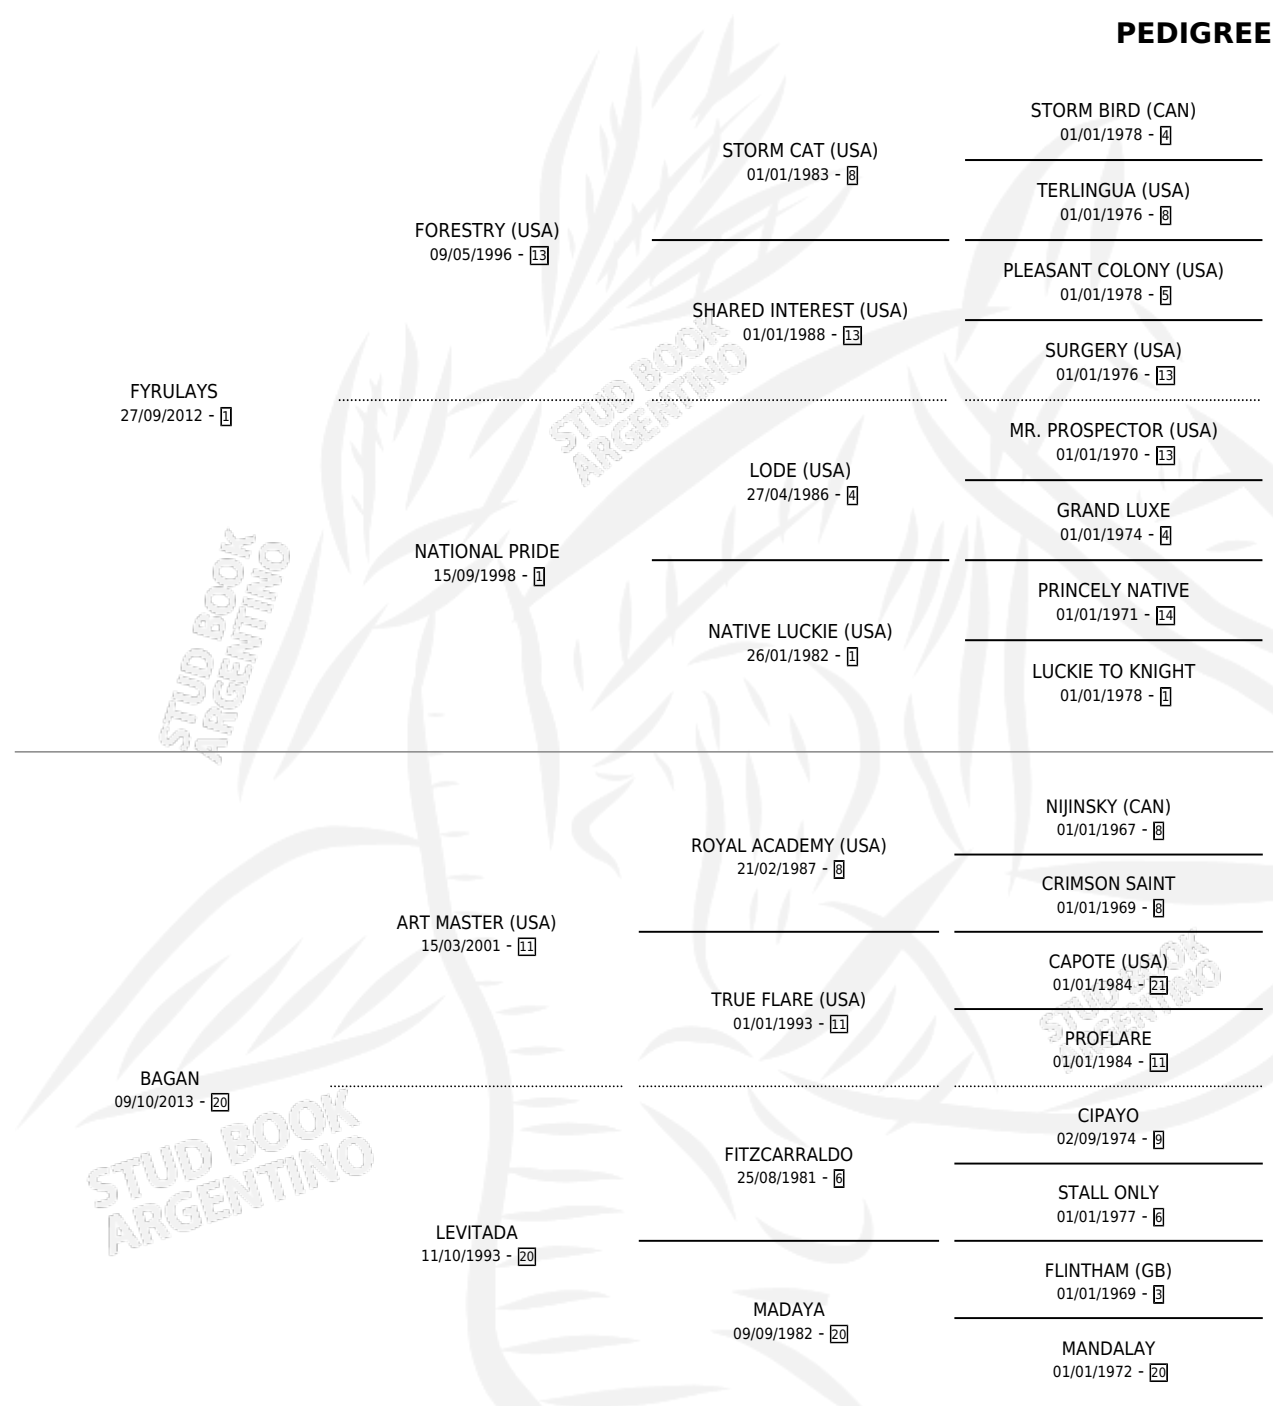 PEDIGREE
STORM BIRD (CAN)
01/01/1978 - 4
STORM CAT (USA)
01/01/1983 - 8
TERLINGUA (USA)
01/01/1976 - 8
FORESTRY (USA)
09/05/1996 - 13
PLEASANT COLONY (USA)
01/01/1978 - 5
SHARED INTEREST (USA)
01/01/1988 - 13
SURGERY (USA)
01/01/1976 - 13
FYRULAYS
27/09/2012 - 1
STUD BOOK
ARGENTINO
MR. PROSPECTOR (USA)
01/01/1970 - 13
LODE (USA)
27/04/1986 - 4
GRAND LUXE
01/01/1974 - 4
NATIONAL PRIDE
15/09/1998 - 1
PRINCELY NATIVE
01/01/1971 - 14
NATIVE LUCKIE (USA)
26/01/1982 - 1
LUCKIE TO KNIGHT
01/01/1978 - 1
STUD BOOK
ARGENTINO
NIJINSKY (CAN)
01/01/1967 - 8
ROYAL ACADEMY (USA)
21/02/1987 - 8
CRIMSON SAINT
01/01/1969 - 8
ART MASTER (USA)
15/03/2001 - 11
CAPOTE (USA)
01/01/1984 - 21
STUD BOOK
ARGENTINO
TRUE FLARE (USA)
01/01/1993 - 11
PROFLARE
01/01/1984 - 11
BAGAN
09/10/2013 - 20
CIPAYO
02/09/1974 - 9
STUD BOOK
ARGENTINO
FITZCARRALDO
25/08/1981 - 6
STALL ONLY
01/01/1977 - 6
LEVITADA
11/10/1993 - 20
FLINTHAM (GB)
01/01/1969 - 3
MADAYA
09/09/1982 - 20
MANDALAY
01/01/1972 - 20